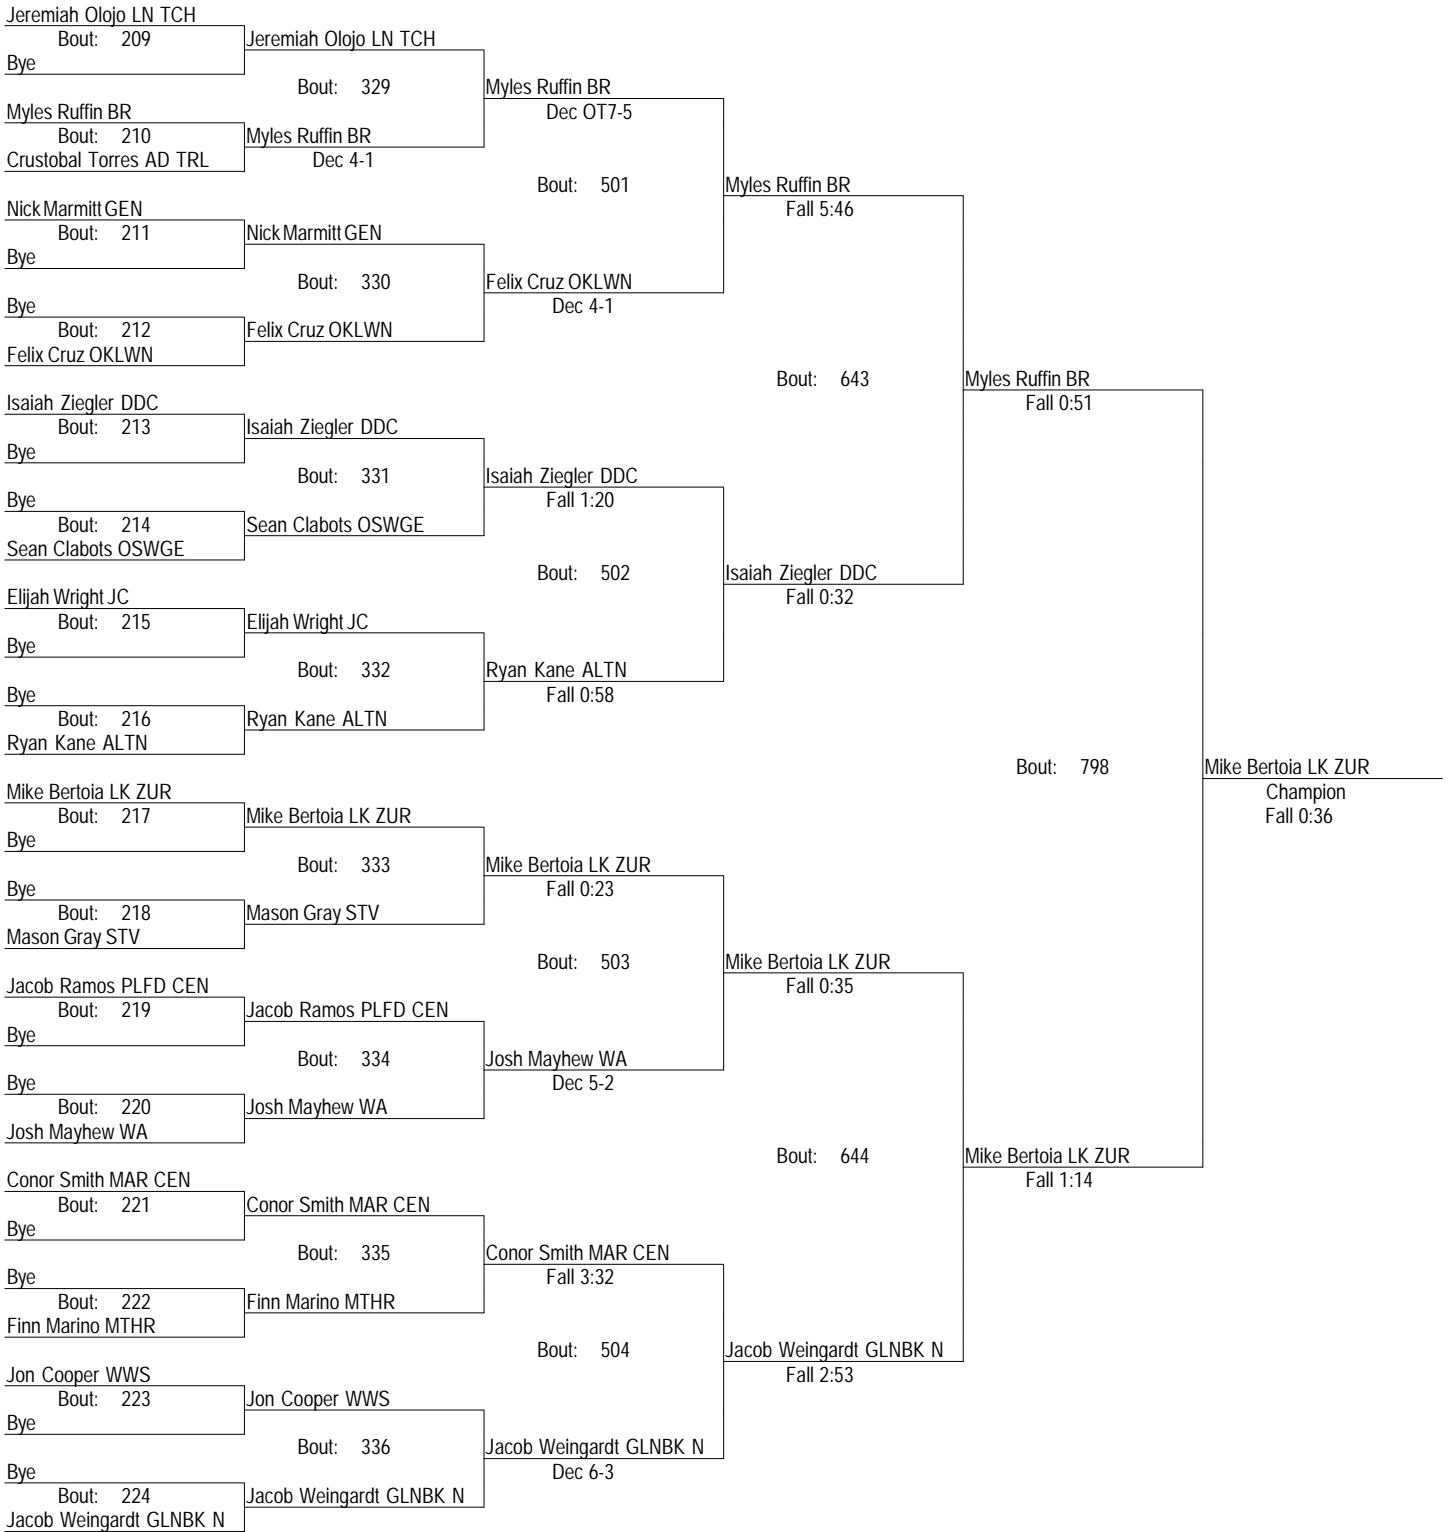 Jeremiah Olojo LN TCH
Bout: 209
Bye
Myles Ruffin BR
Bout: 210
Crustobal Torres AD TRL
Nick Marmitt GEN
Bout: 211
Bye
Bye
Bout: 212
Felix Cruz OKLWN
Isaiah Ziegler DDC
Bout: 213
Bye
Bye
Bout: 214
Sean Clabots OSWGE
Elijah Wright JC
Bout: 215
Bye
Bye
Bout: 216
Ryan Kane ALTN
Mike Bertoia LK ZUR
Bout: 217
Bye
Bye
Bout: 218
Mason Gray STV
Jacob Ramos PLFD CEN
Bout: 219
Bye
Bye
Bout: 220
Josh Mayhew WA
Conor Smith MAR CEN
Bout: 221
Bye
Bye
Bout: 222
Finn Marino MTHR
Jon Cooper WWS
Bout: 223
Bye
Bye
Bout: 224
Jacob Weingardt GLNBK N
Jeremiah Olojo LN TCH
Bout: 329
Myles Ruffin BR
Dec 4-1
Nick Marmitt GEN
Bout: 330
Felix Cruz OKLWN
Isaiah Ziegler DDC
Bout: 331
Sean Clabots OSWGE
Elijah Wright JC
Bout: 332
Ryan Kane ALTN
Mike Bertoia LK ZUR
Bout: 333
Mason Gray STV
Jacob Ramos PLFD CEN
Bout: 334
Josh Mayhew WA
Conor Smith MAR CEN
Bout: 335
Finn Marino MTHR
Jon Cooper WWS
Bout: 336
Jacob Weingardt GLNBK N
Myles Ruffin BR
Dec OT7-5
Bout: 501
Felix Cruz OKLWN
Dec 4-1
Isaiah Ziegler DDC
Fall 1:20
Bout: 502
Ryan Kane ALTN
Fall 0:58
Mike Bertoia LK ZUR
Fall 0:23
Bout: 503
Josh Mayhew WA
Dec 5-2
Conor Smith MAR CEN
Fall 3:32
Bout: 504
Jacob Weingardt GLNBK N
Dec 6-3
Myles Ruffin BR
Fall 5:46
Bout: 643
Isaiah Ziegler DDC
Fall 0:32
Mike Bertoia LK ZUR
Fall 0:35
Bout: 644
Jacob Weingardt GLNBK N
Fall 2:53
Myles Ruffin BR
Fall 0:51
Bout: 798
Mike Bertoia LK ZUR
Fall 1:14
Mike Bertoia LK ZUR
Champion
Fall 0:36